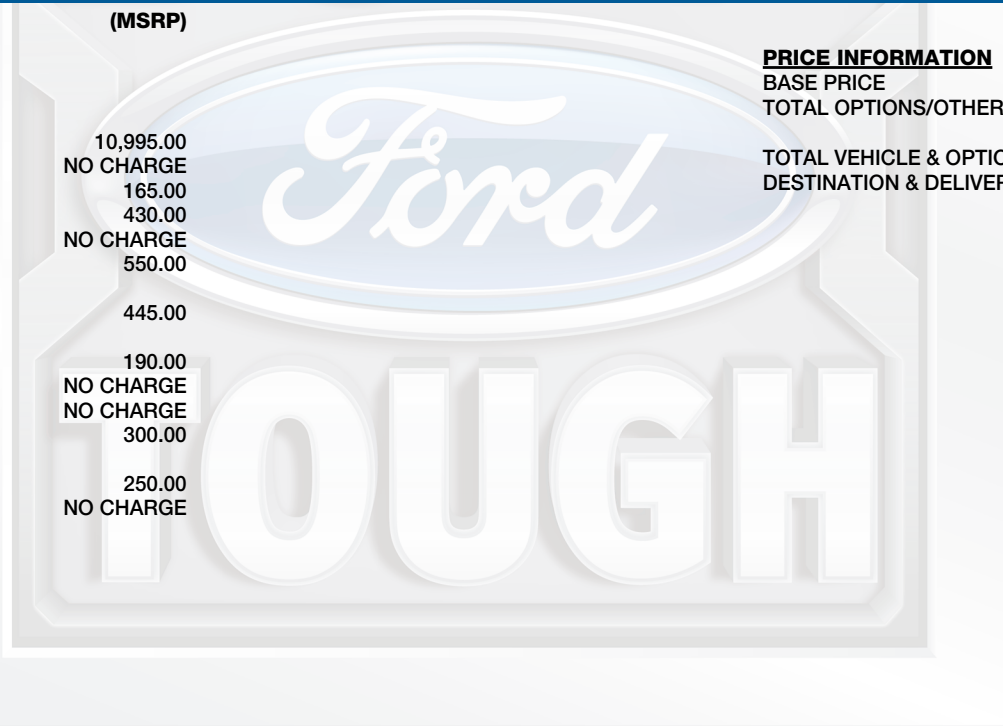 (MSRP)
10,995.00
NO CHARGE
165.00
430.00
NO CHARGE
550.00
445.00
190.00
NO CHARGE
NO CHARGE
300.00
250.00
NO CHARGE
PRICE INFORMATION
BASE PRICE
TOTAL OPTIONS/OTHER
TOTAL VEHICLE & OPTIO
DESTINATION & DELIVER
Ford
TOUGH